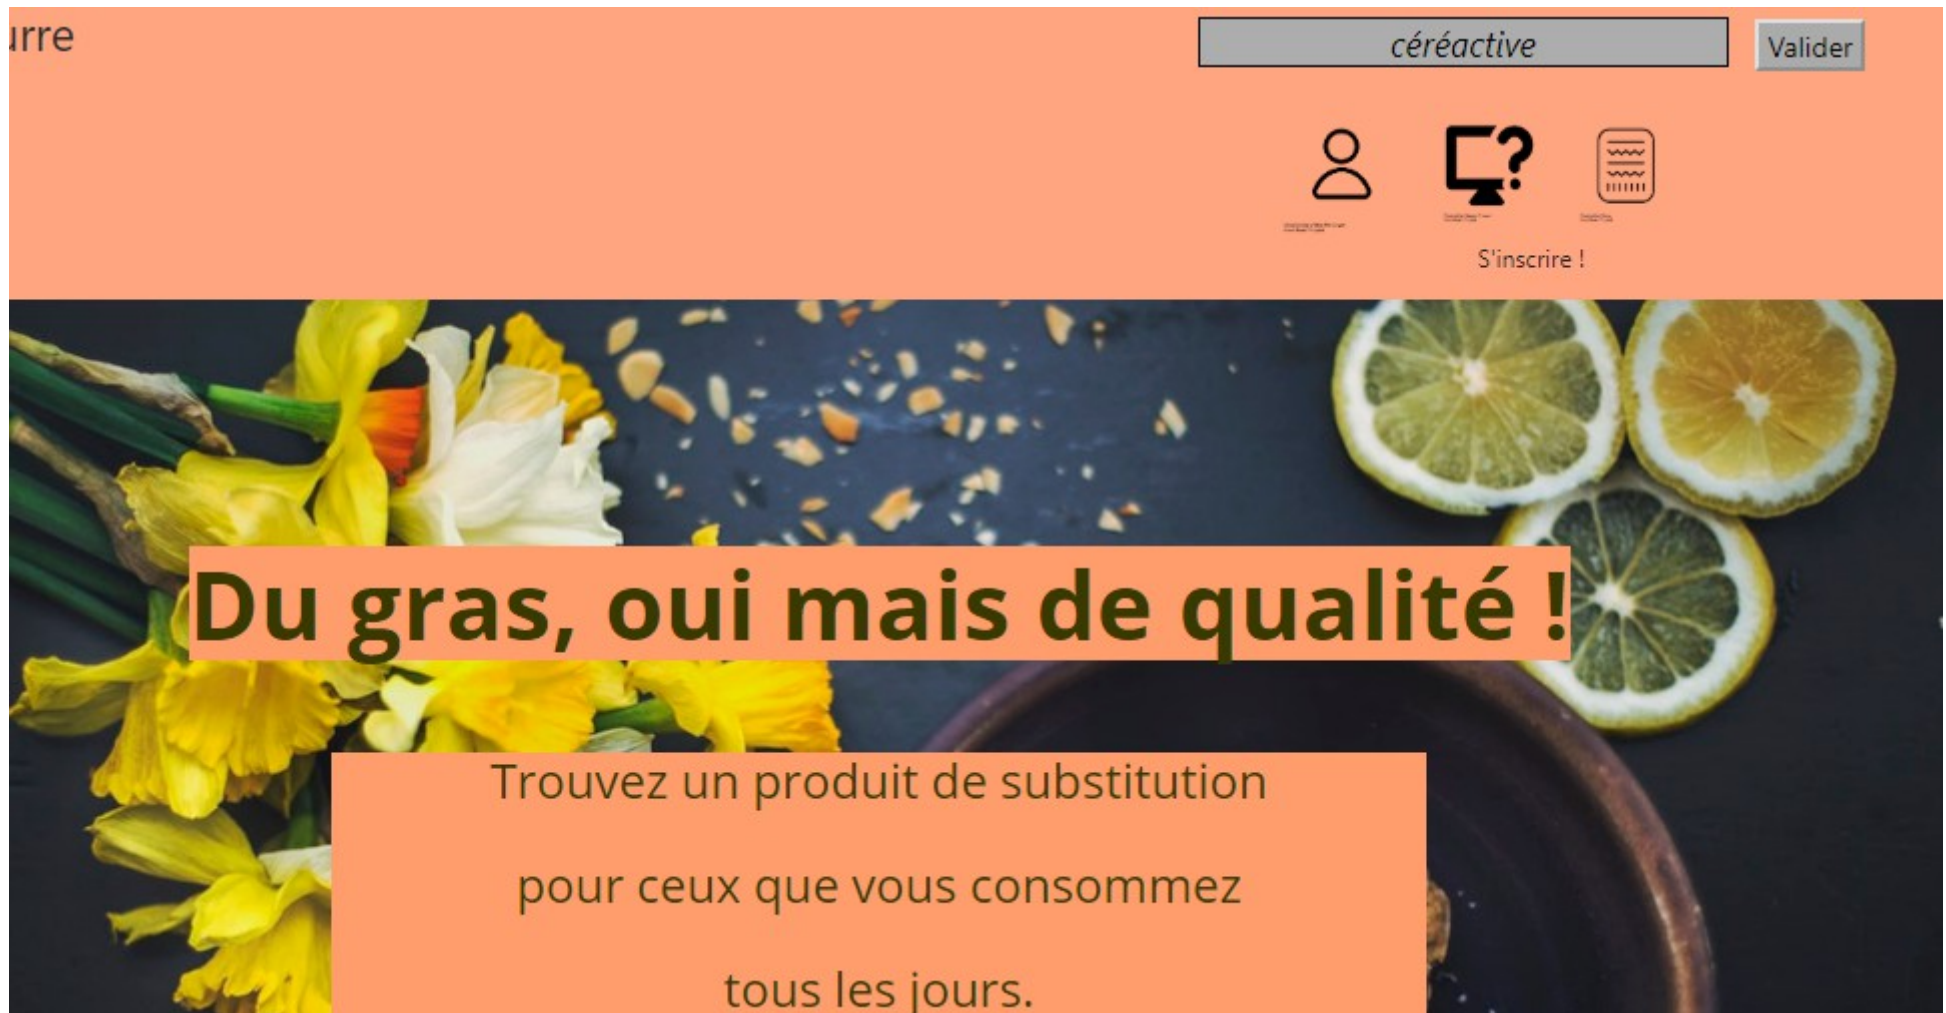 céréactive
Valider
S'inscrire !
Du gras, oui mais de qualité !
Trouvez un produit de substitution
pour ceux que vous consommez
tous les jours.